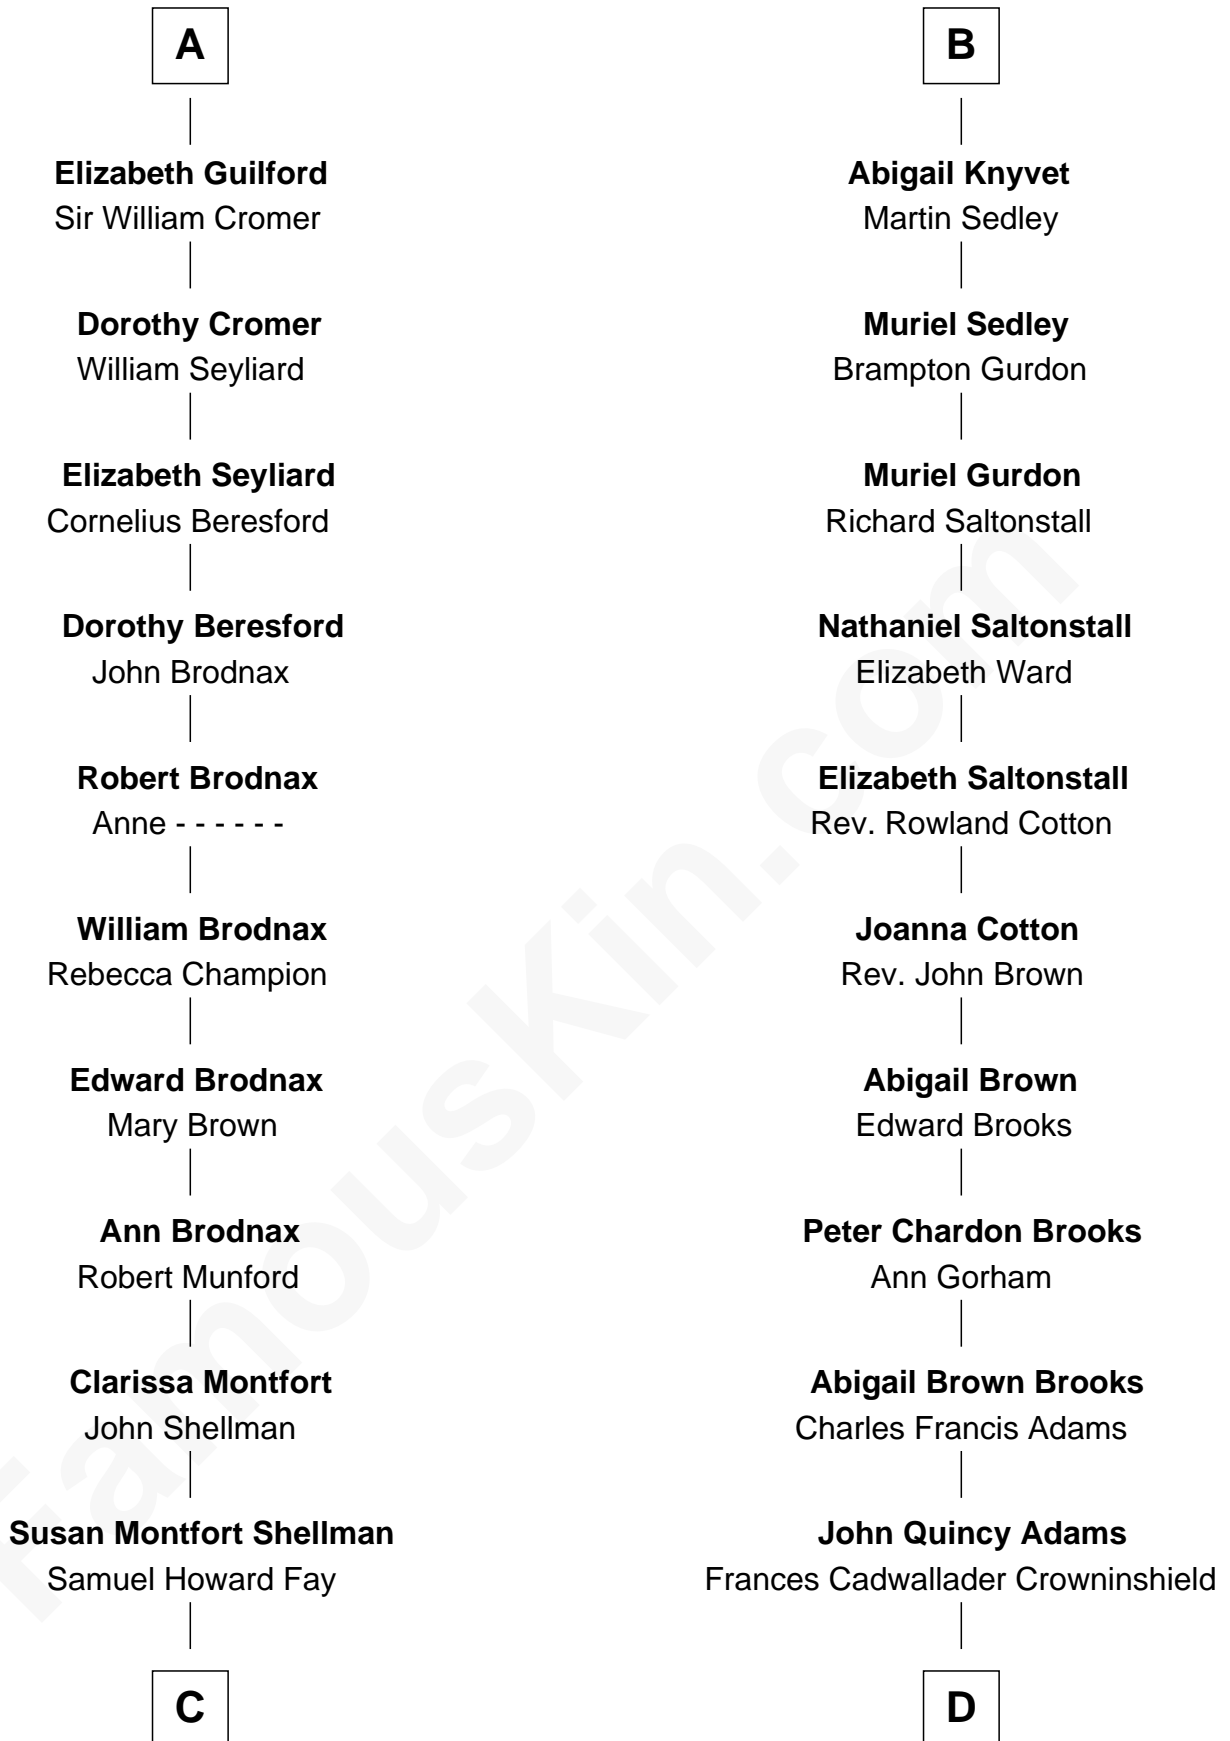 A
Elizabeth Guilford
Sir William Cromer
Dorothy Cromer
William Seyliard
Elizabeth Seyliard
Cornelius Beresford
Dorothy Beresford
John Brodnax
Robert Brodnax
Anne - - - - - -
William Brodnax
Rebecca Champion
Edward Brodnax
Mary Brown
Ann Brodnax
Robert Munford
Clarissa Montfort
John Shellman
Susan Montfort Shellman
Samuel Howard Fay
C
B
Abigail Knyvet
Martin Sedley
Muriel Sedley
Brampton Gurdon
Muriel Gurdon
Richard Saltonstall
Nathaniel Saltonstall
Elizabeth Ward
Elizabeth Saltonstall
Rev. Rowland Cotton
Joanna Cotton
Rev. John Brown
Abigail Brown
Edward Brooks
Peter Chardon Brooks
Ann Gorham
Abigail Brown Brooks
Charles Francis Adams
John Quincy Adams
Frances Cadwallader Crowninshield
D
FamousKin.com